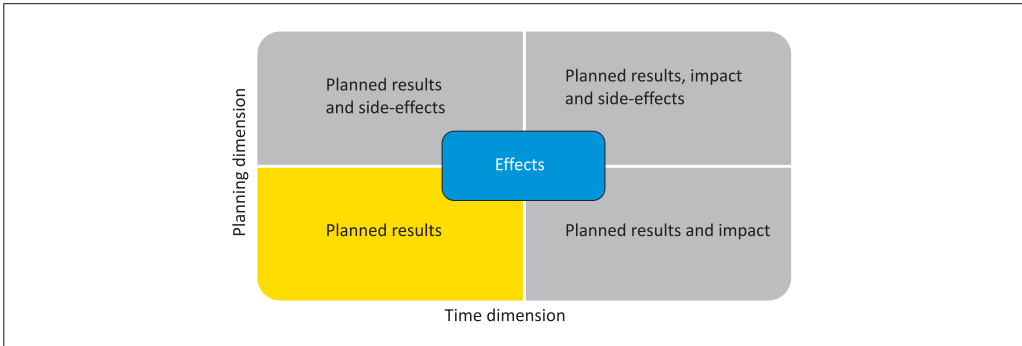 Planning dimension
Planned results
and side-effects
Planned results, impact
and side-effects
Effects
Planned results
Planned results and impact
Time dimension